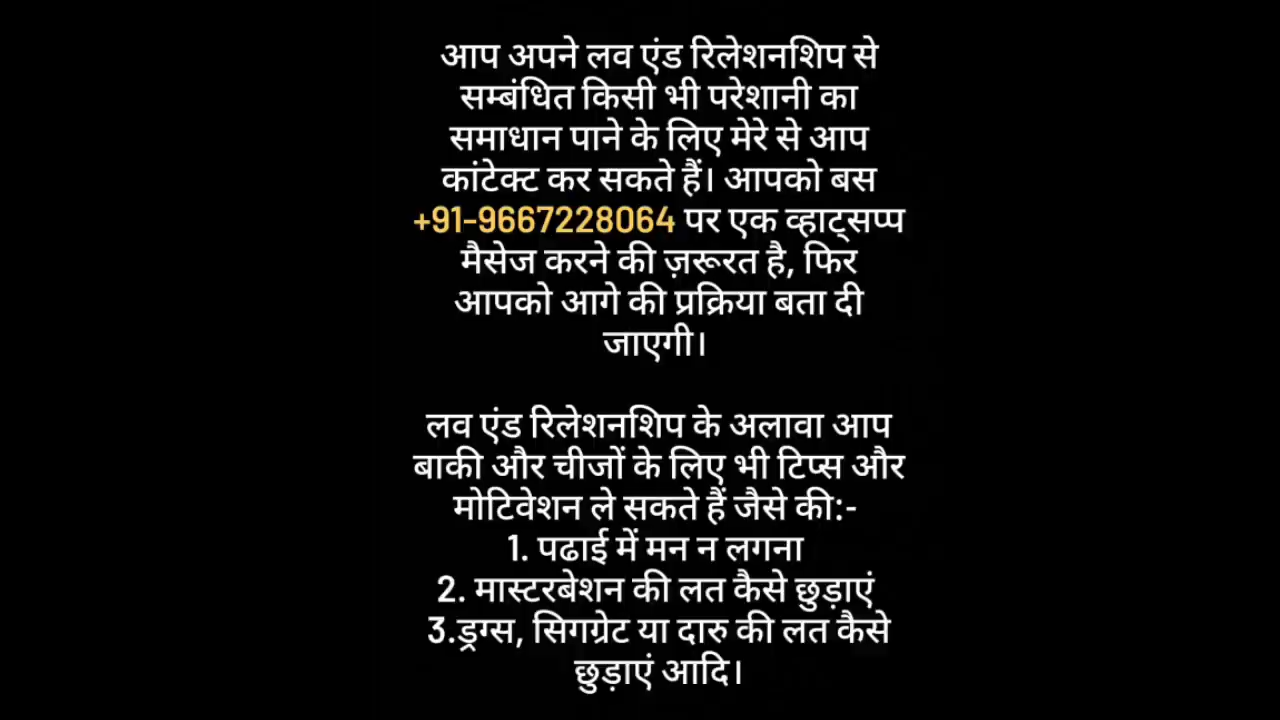 आप अपने लव एंड रिलेशनशिप से
सम्बंधित किसी भी परेशानी का
समाधान पाने के लिए मेरे से आप
कांटेक्ट कर सकते हैं। आपको बस
+91-9667228064 पर एक व्हाट्सप्प
मैसेज करने की ज़रूरत है, फिर
आपको आगे की प्रक्रिया बता दी
जाएगी।
लव एंड रिलेशनशिप के अलावा आप
बाकी और चीजों के लिए भी टिप्स और
मोटिवेशन ले सकते हैं जैसे की:-
1. पढाई में मन न लगना
2. मास्टरबेशन की लत कैसे छुड़ाएं
3.ड्रग्स, सिगग्रेट या दारु की लत कैसे
छुड़ाएं आदि।